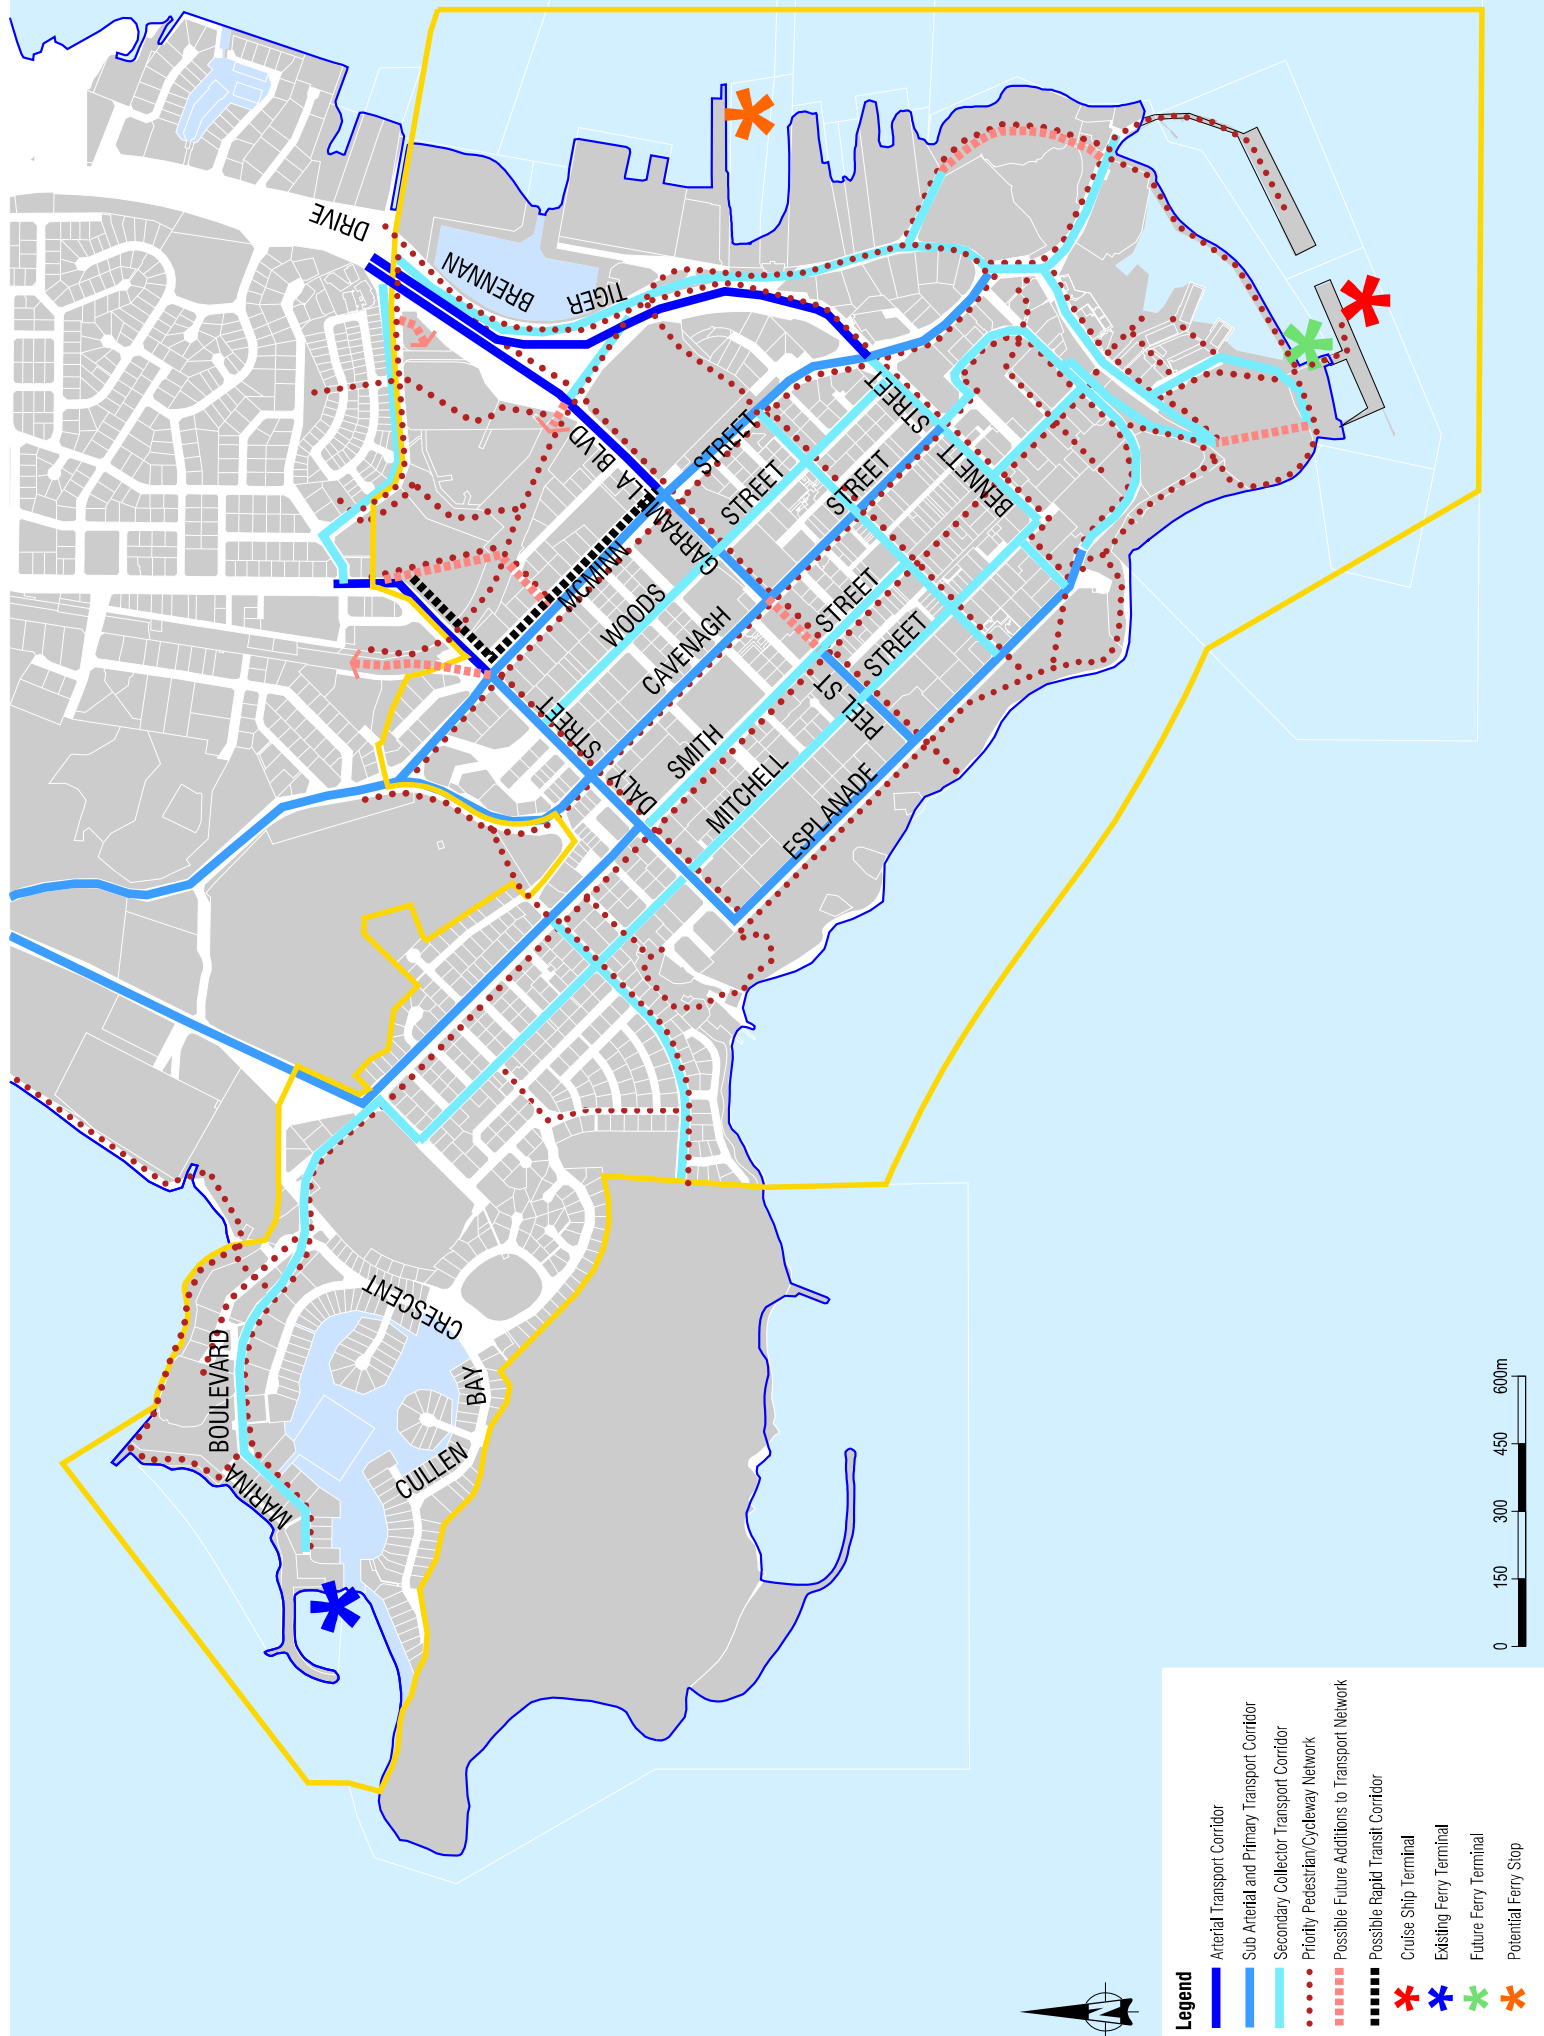 DRIVE
BRENNAN
TIGER
GARRAMILLA BLVD
MCMINN
STREET
WOODS
STREET
CAVENAGH
STREET
BENNETT
STREET
SMITH
STREET
MITCHELL
STREET
PEEL ST
ESPLANADE
DALY
STREET
MARINA
BOULEVARD
CULLEN
BAY
CRESCENT
0
150
300
450
600m
N
Legend
Arterial Transport Corridor
Sub Arterial and Primary Transport Corridor
Secondary Collector Transport Corridor
Priority Pedestrian/Cycleway Network
Possible Future Additions to Transport Network
Possible Rapid Transit Corridor
Cruise Ship Terminal
Existing Ferry Terminal
Future Ferry Terminal
Potential Ferry Stop